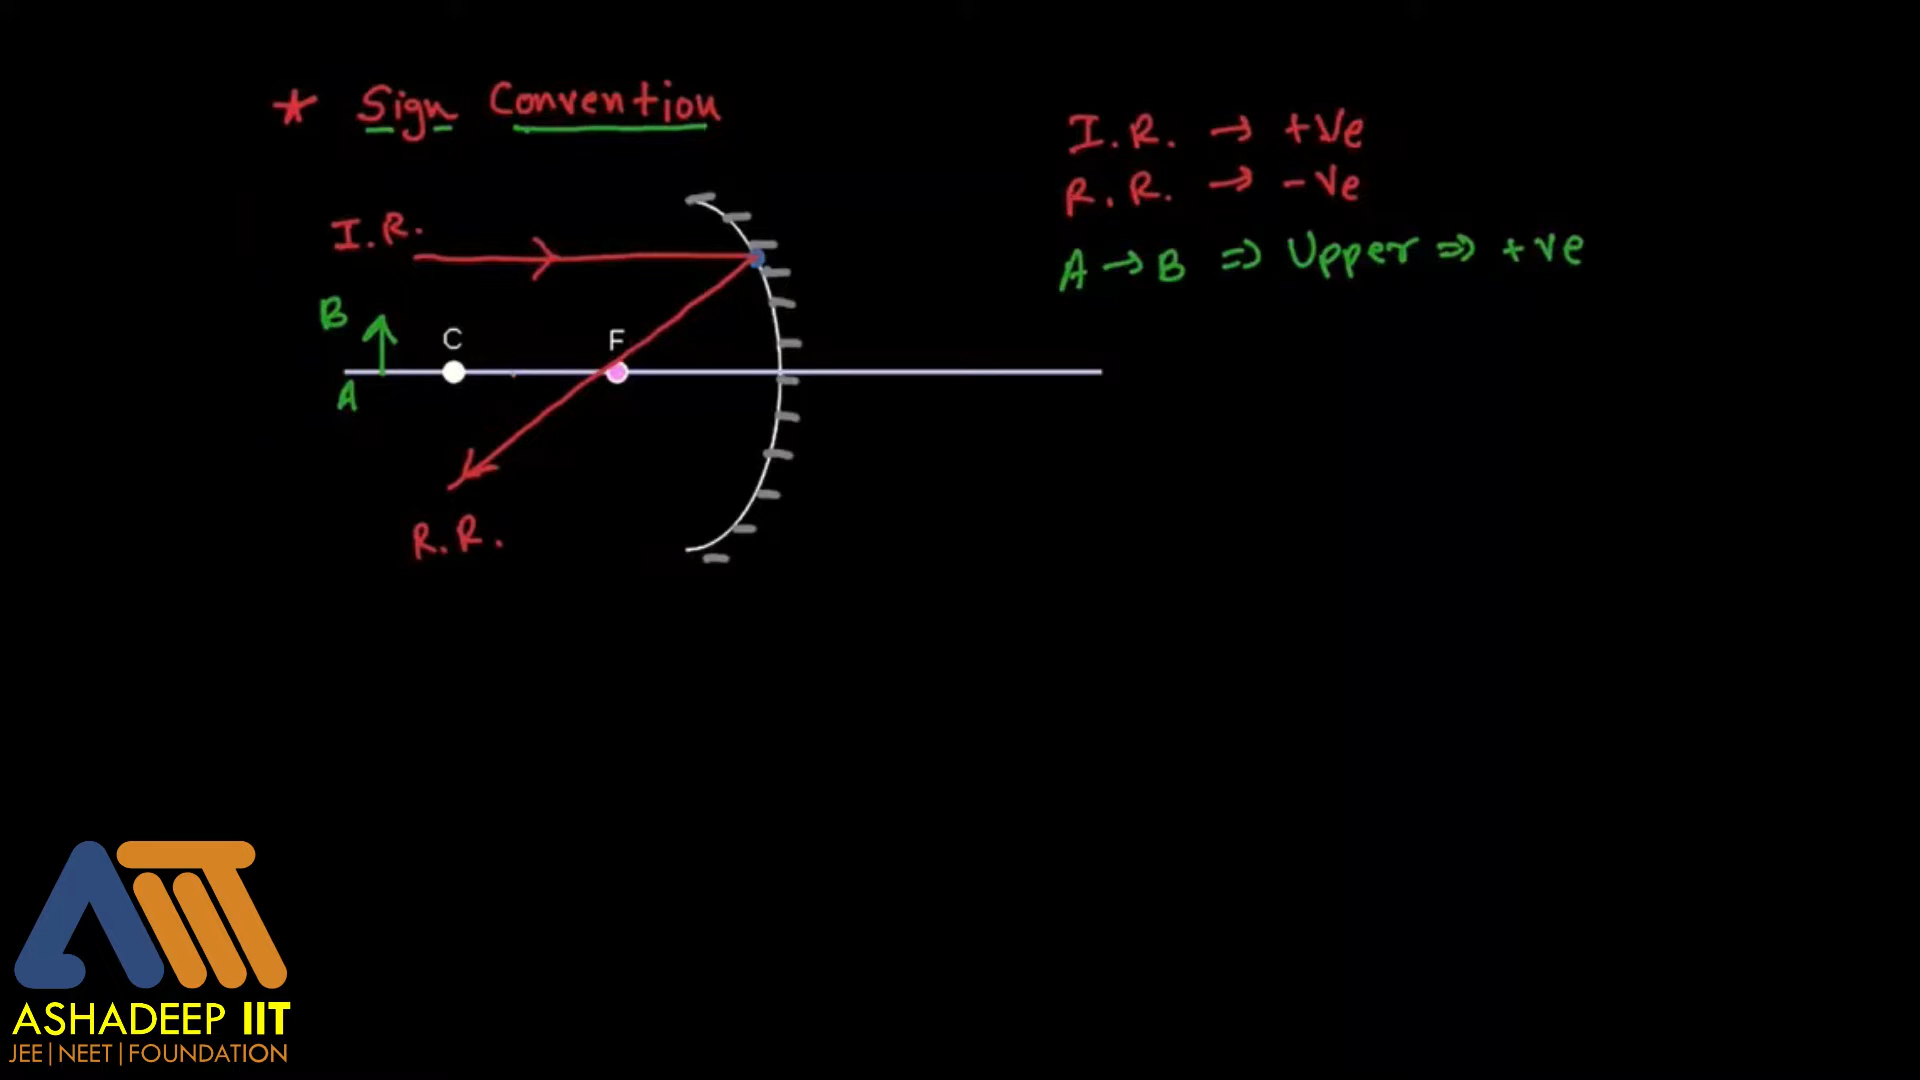 * Sign Convention
I.R. → +ve
R.R. → -ve
A → B ⇒ Upper ⇒ +ve
I.R.
B
C
F
A
R.R.
ASHADEEP IIT
JEE|NEET|FOUNDATION